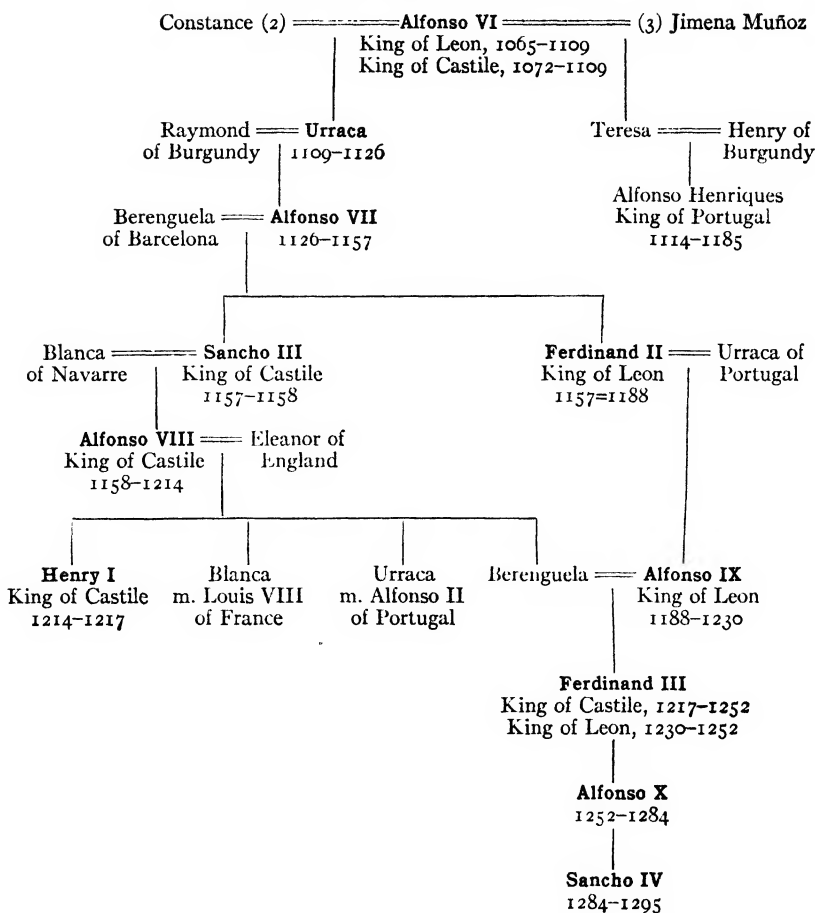 Constance (2) Alfonso VI (3) Jimena Muñoz
King of Leon, 1065–1109
King of Castile, 1072–1109
Raymond Urraca Teresa Henry of
of Burgundy 1109–1126 Burgundy
Alfonso Henriques
King of Portugal
1114–1185
Berenguela Alfonso VII
of Barcelona 1126–1157
Blanca Sancho III Ferdinand II Urraca of
of Navarre King of Castile King of Leon Portugal
1157–1158 1157=1188
Alfonso VIII Eleanor of
King of Castile England
1158–1214
Henry I Blanca Urraca Berenguela Alfonso IX
King of Castile m. Louis VIII m. Alfonso II King of Leon
1214–1217 of France of Portugal 1188–1230
Ferdinand III
King of Castile, 1217–1252
King of Leon, 1230–1252
Alfonso X
1252–1284
Sancho IV
1284–1295